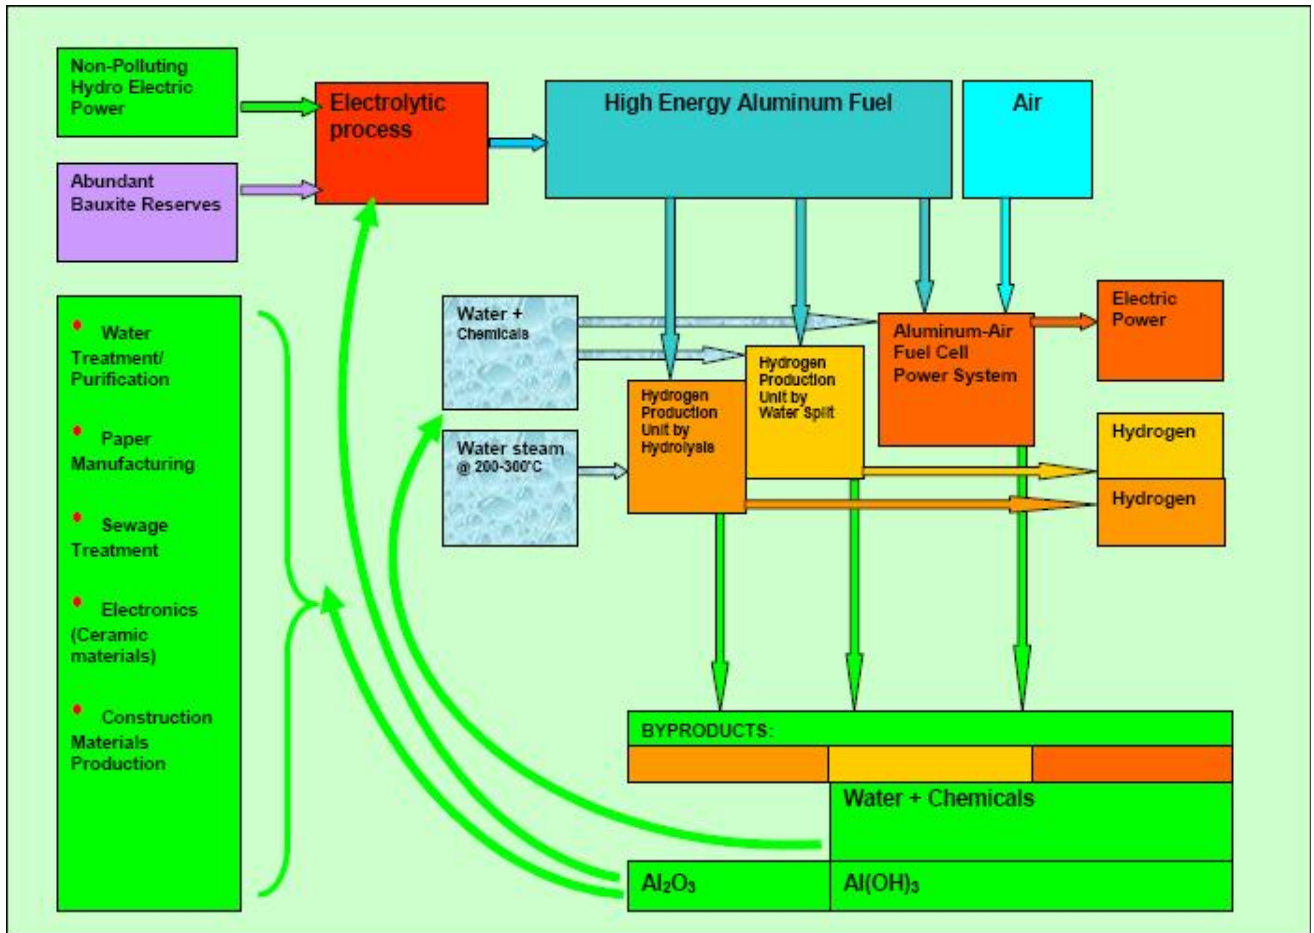 Non-Polluting
Hydro Electric
Power
Electrolytic
process
High Energy Aluminum Fuel
Air
Abundant
Bauxite Reserves
Water +
Chemicals
Water steam
@ 200-300°C
Hydrogen
Production
Unit by
Hydrolysis
Hydrogen
Production
Unit by
Water Split
Aluminum-Air
Fuel Cell
Power System
Electric
Power
Hydrogen
Hydrogen
• Water
Treatment/
Purification
• Paper
Manufacturing
• Sewage
Treatment
• Electronics
(Ceramic
materials)
• Construction
Materials
Production
BYPRODUCTS:
Water + Chemicals
Al₂O₃
Al(OH)₃